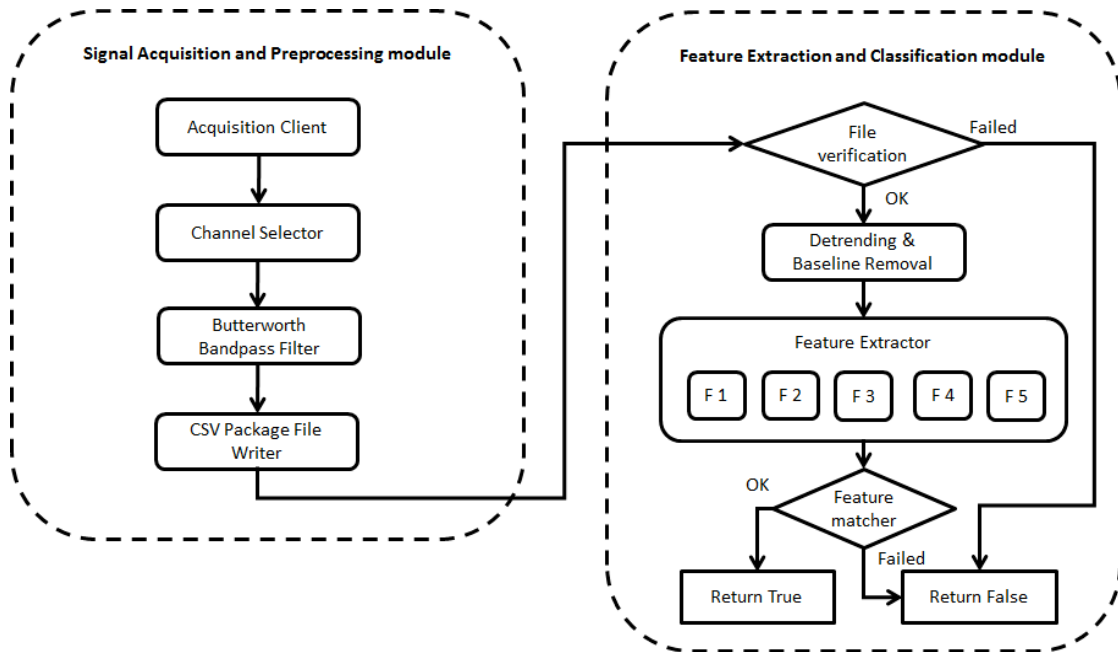 Signal Acquisition and Preprocessing module
Acquisition Client
Channel Selector
Butterworth
Bandpass Filter
CSV Package File
Writer
Feature Extraction and Classification module
File
verification
Failed
OK
Detrending &
Baseline Removal
Feature Extractor
F 1
F 2
F 3
F 4
F 5
OK
Feature
matcher
Failed
Return True
Return False